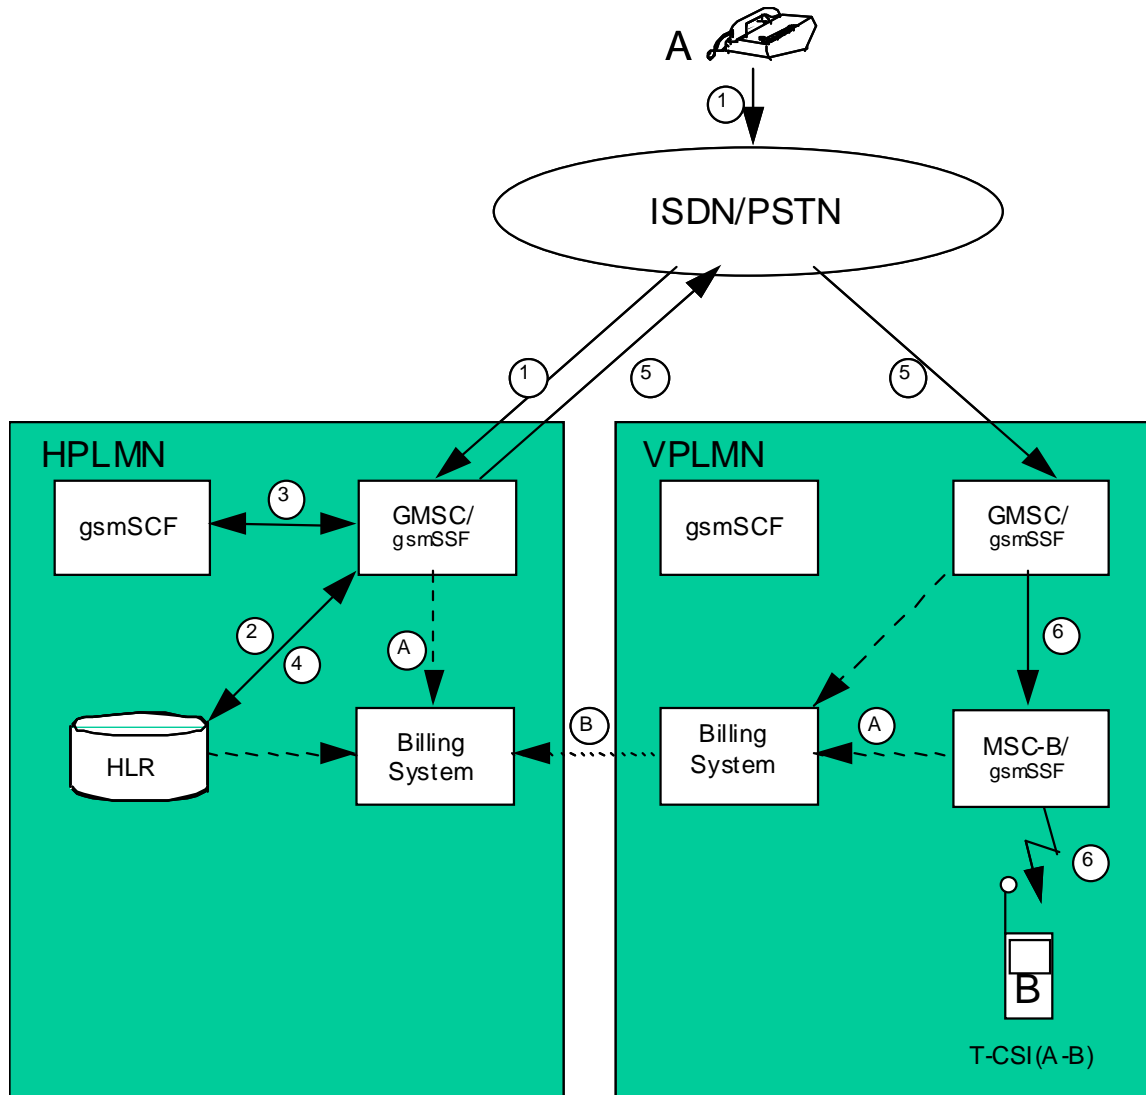 A
1
ISDN/PSTN
1
5
5
HPLMN
VPLMN
gsmSCF
3
GMSC/
gsmSSF
gsmSCF
GMSC/
gsmSSF
2
4
A
6
HLR
Billing
System
B
Billing
System
A
MSC-B/
gsmSSF
6
B
T-CSI(A-B)